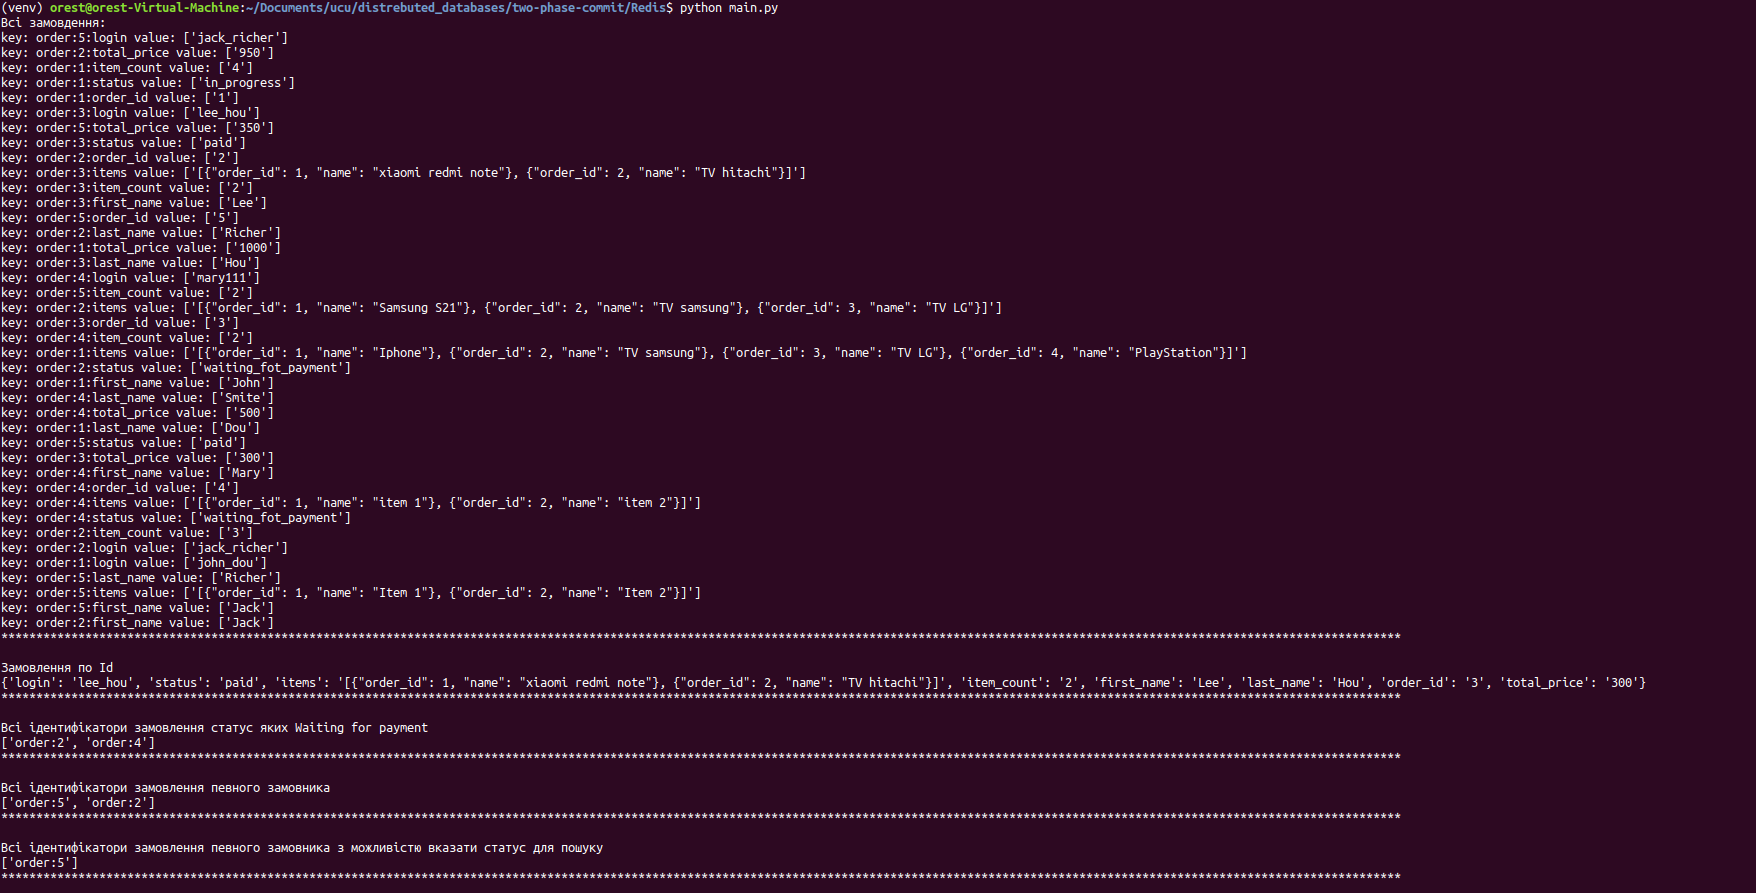 (venv) orest@orest-Virtual-Machine:~/Documents/ucu/distrebuted_databases/two-phase-commit/Redis$ python main.py
Всі замовдення:
key: order:5:login value: ['jack_richer']
key: order:2:total_price value: ['950']
key: order:1:item_count value: ['4']
key: order:1:status value: ['in_progress']
key: order:1:order_id value: ['1']
key: order:3:login value: ['lee_hou']
key: order:5:total_price value: ['350']
key: order:3:status value: ['paid']
key: order:2:order_id value: ['2']
key: order:3:items value: ['[{"order_id": 1, "name": "xiaomi redmi note"}, {"order_id": 2, "name": "TV hitachi"}]']
key: order:3:item_count value: ['2']
key: order:3:first_name value: ['Lee']
key: order:5:order_id value: ['5']
key: order:2:last_name value: ['Richer']
key: order:1:total_price value: ['1000']
key: order:3:last_name value: ['Hou']
key: order:4:login value: ['mary111']
key: order:5:item_count value: ['2']
key: order:2:items value: ['[{"order_id": 1, "name": "Samsung S21"}, {"order_id": 2, "name": "TV samsung"}, {"order_id": 3, "name": "TV LG"}]']
key: order:3:order_id value: ['3']
key: order:4:item_count value: ['2']
key: order:1:items value: ['[{"order_id": 1, "name": "Iphone"}, {"order_id": 2, "name": "TV samsung"}, {"order_id": 3, "name": "TV LG"}, {"order_id": 4, "name": "PlayStation"}]']
key: order:2:status value: ['waiting_fot_payment']
key: order:1:first_name value: ['John']
key: order:4:last_name value: ['Smite']
key: order:4:total_price value: ['500']
key: order:1:last_name value: ['Dou']
key: order:5:status value: ['paid']
key: order:3:total_price value: ['300']
key: order:4:first_name value: ['Mary']
key: order:4:order_id value: ['4']
key: order:4:items value: ['[{"order_id": 1, "name": "item 1"}, {"order_id": 2, "name": "item 2"}]']
key: order:4:status value: ['waiting_fot_payment']
key: order:2:item_count value: ['3']
key: order:2:login value: ['jack_richer']
key: order:1:login value: ['john_dou']
key: order:5:last_name value: ['Richer']
key: order:5:items value: ['[{"order_id": 1, "name": "Item 1"}, {"order_id": 2, "name": "Item 2"}]']
key: order:5:first_name value: ['Jack']
key: order:2:first_name value: ['Jack']
********************************************************************************************************************************************************************************************************
Замовлення по Id
{'login': 'lee_hou', 'status': 'paid', 'items': '[{"order_id": 1, "name": "xiaomi redmi note"}, {"order_id": 2, "name": "TV hitachi"}]', 'item_count': '2', 'first_name': 'Lee', 'last_name': 'Hou', 'order_id': '3', 'total_price': '300'}
********************************************************************************************************************************************************************************************************
Всі ідентифікатори замовлення статус яких Waiting for payment
['order:2', 'order:4']
********************************************************************************************************************************************************************************************************
Всі ідентифікатори замовлення певного замовника
['order:5', 'order:2']
********************************************************************************************************************************************************************************************************
Всі ідентифікатори замовлення певного замовника з можливістю вказати статус для пошуку
['order:5']
********************************************************************************************************************************************************************************************************